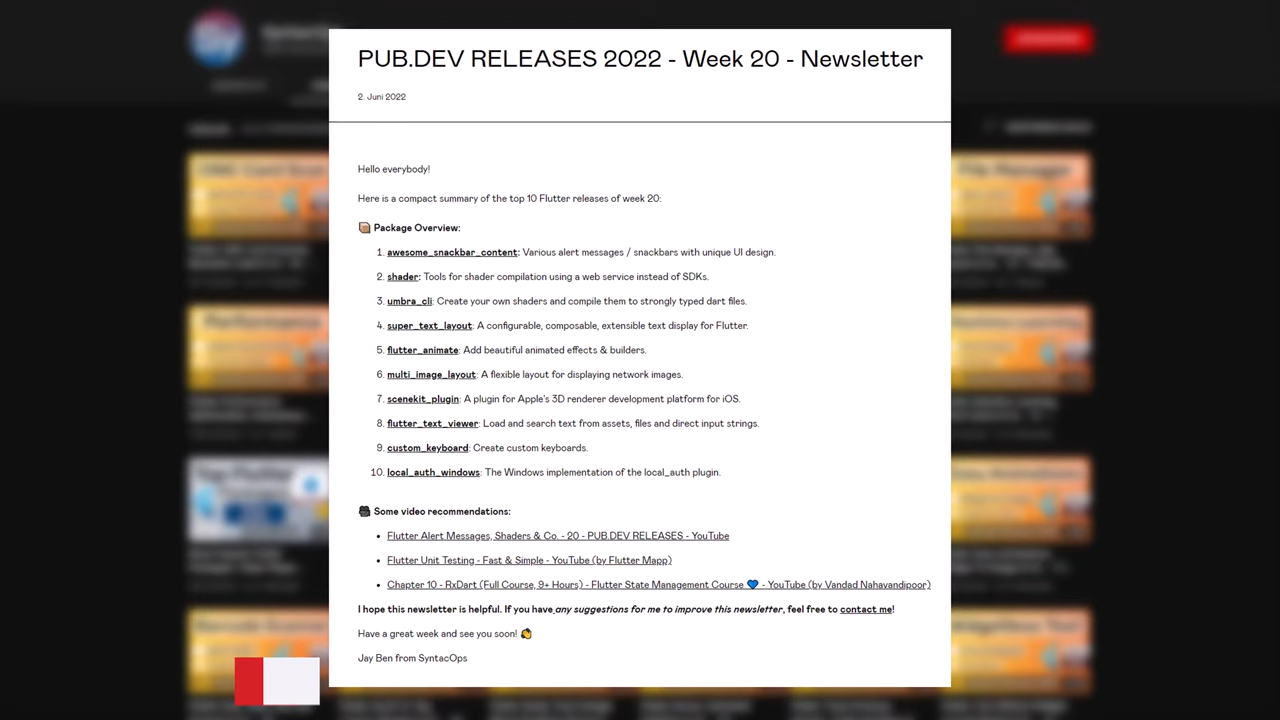 PUB.DEV RELEASES 2022 - Week 20 - Newsletter
2. Juni 2022
Hello everybody!
Here is a compact summary of the top 10 Flutter releases of week 20:
📦 Package Overview:
1. awesome_snackbar_content: Various alert messages / snackbars with unique UI design.
2. shader: Tools for shader compilation using a web service instead of SDKs.
3. umbra_cli: Create your own shaders and compile them to strongly typed dart files.
4. super_text_layout: A configurable, composable, extensible text display for Flutter.
5. flutter_animate: Add beautiful animated effects & builders.
6. multi_image_layout: A flexible layout for displaying network images.
7. scenekit_plugin: A plugin for Apple's 3D renderer development platform for iOS.
8. flutter_text_viewer: Load and search text from assets, files and direct input strings.
9. custom_keyboard: Create custom keyboards.
10. local_auth_windows: The Windows implementation of the local_auth plugin.
🎥 Some video recommendations:
• Flutter Alert Messages, Shaders & Co. - 20 - PUB.DEV RELEASES - YouTube
• Flutter Unit Testing - Fast & Simple - YouTube (by Flutter Mapp)
• Chapter 10 - RxDart (Full Course, 9+ Hours) - Flutter State Management Course 💙 - YouTube (by Vandad Nahavandipoor)
I hope this newsletter is helpful. If you have any suggestions for me to improve this newsletter, feel free to contact me!
Have a great week and see you soon! 👋
Jay Ben from SyntacOps